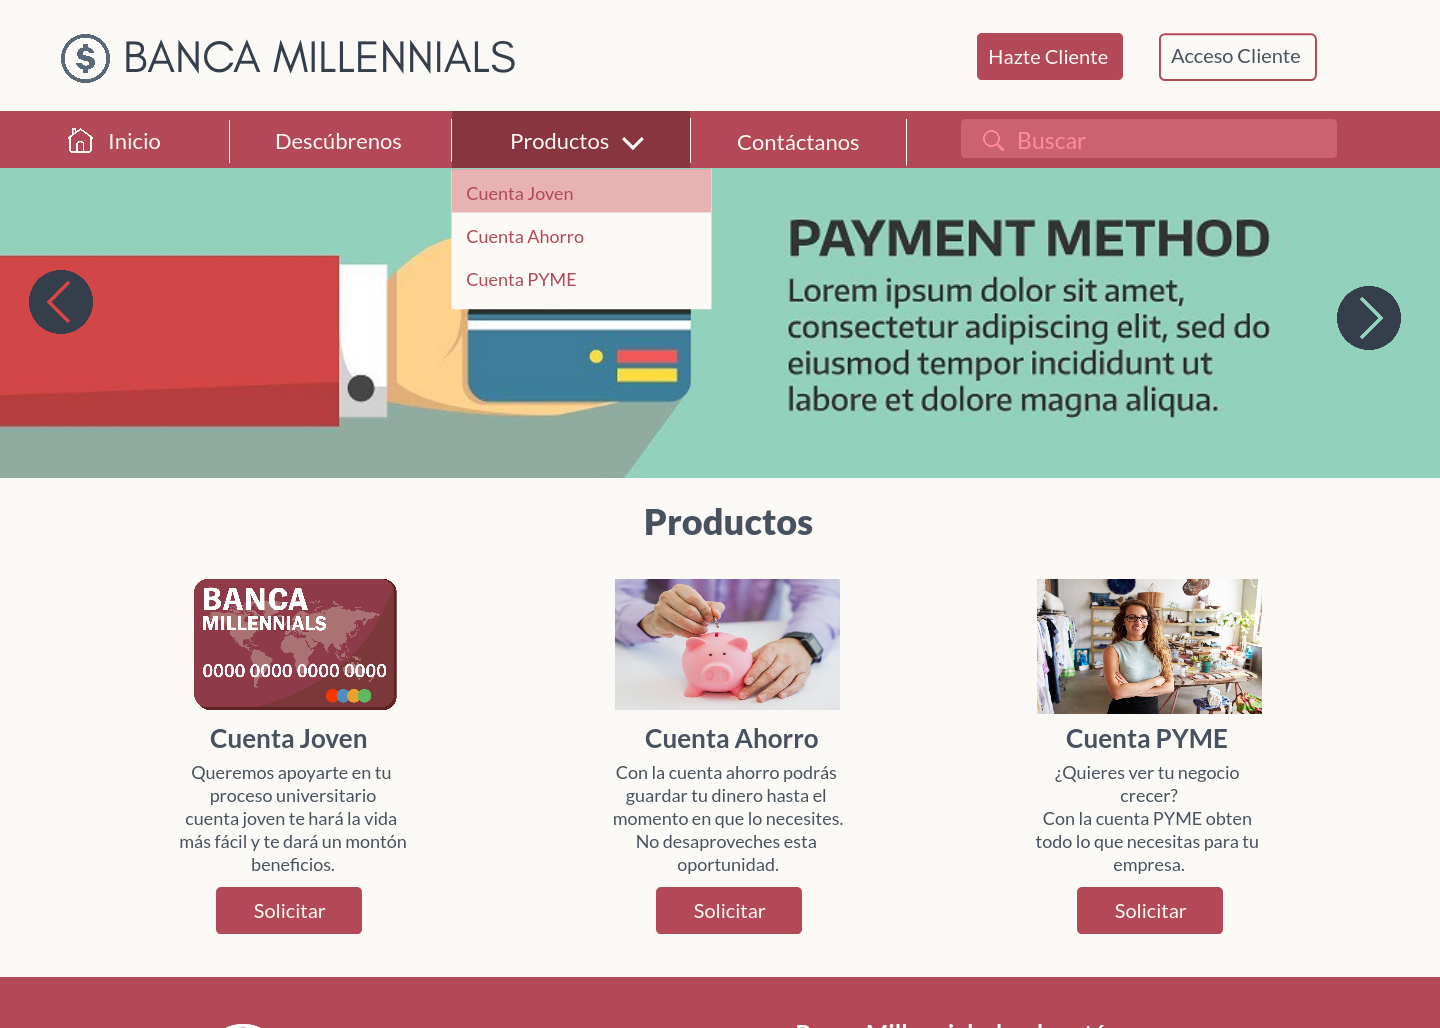 BANCA MILLENNIALS
Hazte Cliente
Acceso Cliente
Inicio
Descúbrenos
Productos
Contáctanos
Buscar
Cuenta Joven
Cuenta Ahorro
Cuenta PYME
PAYMENT METHOD
Lorem ipsum dolor sit amet,
consectetur adipiscing elit, sed do
eiusmod tempor incididunt ut
labore et dolore magna aliqua.
Productos
BANCA
MILLENNIALS
0000 0000 0000 0000
Cuenta Joven
Queremos apoyarte en tu
proceso universitario
cuenta joven te hará la vida
más fácil y te dará un montón
beneficios.
Solicitar
Cuenta Ahorro
Con la cuenta ahorro podrás
guardar tu dinero hasta el
momento en que lo necesites.
No desaproveches esta
oportunidad.
Solicitar
Cuenta PYME
¿Quieres ver tu negocio
crecer?
Con la cuenta PYME obten
todo lo que necesitas para tu
empresa.
Solicitar